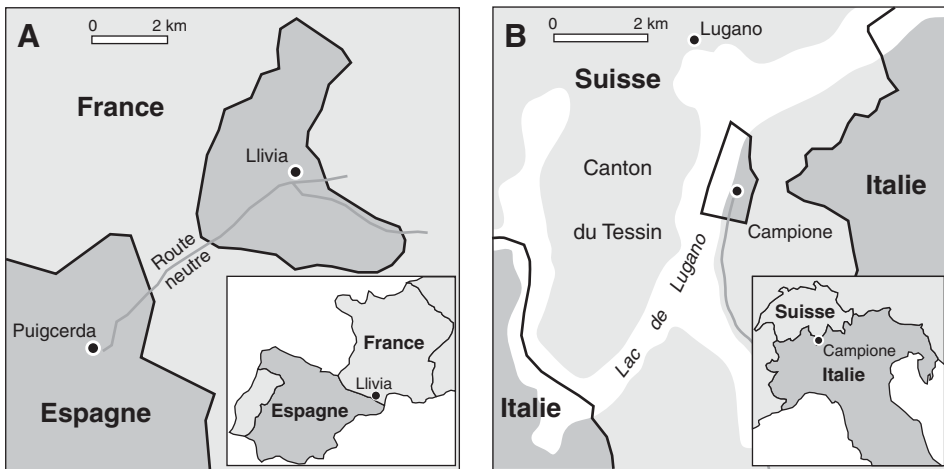 A
0 2 km
France
Llivia
Route
neutre
Puigcerda
Espagne
France
Llivia
Espagne
B
0 2 km
Lugano
Suisse
Canton
du Tessin
Italie
Campione
Lac de Lugano
Italie
Suisse
Campione
Italie